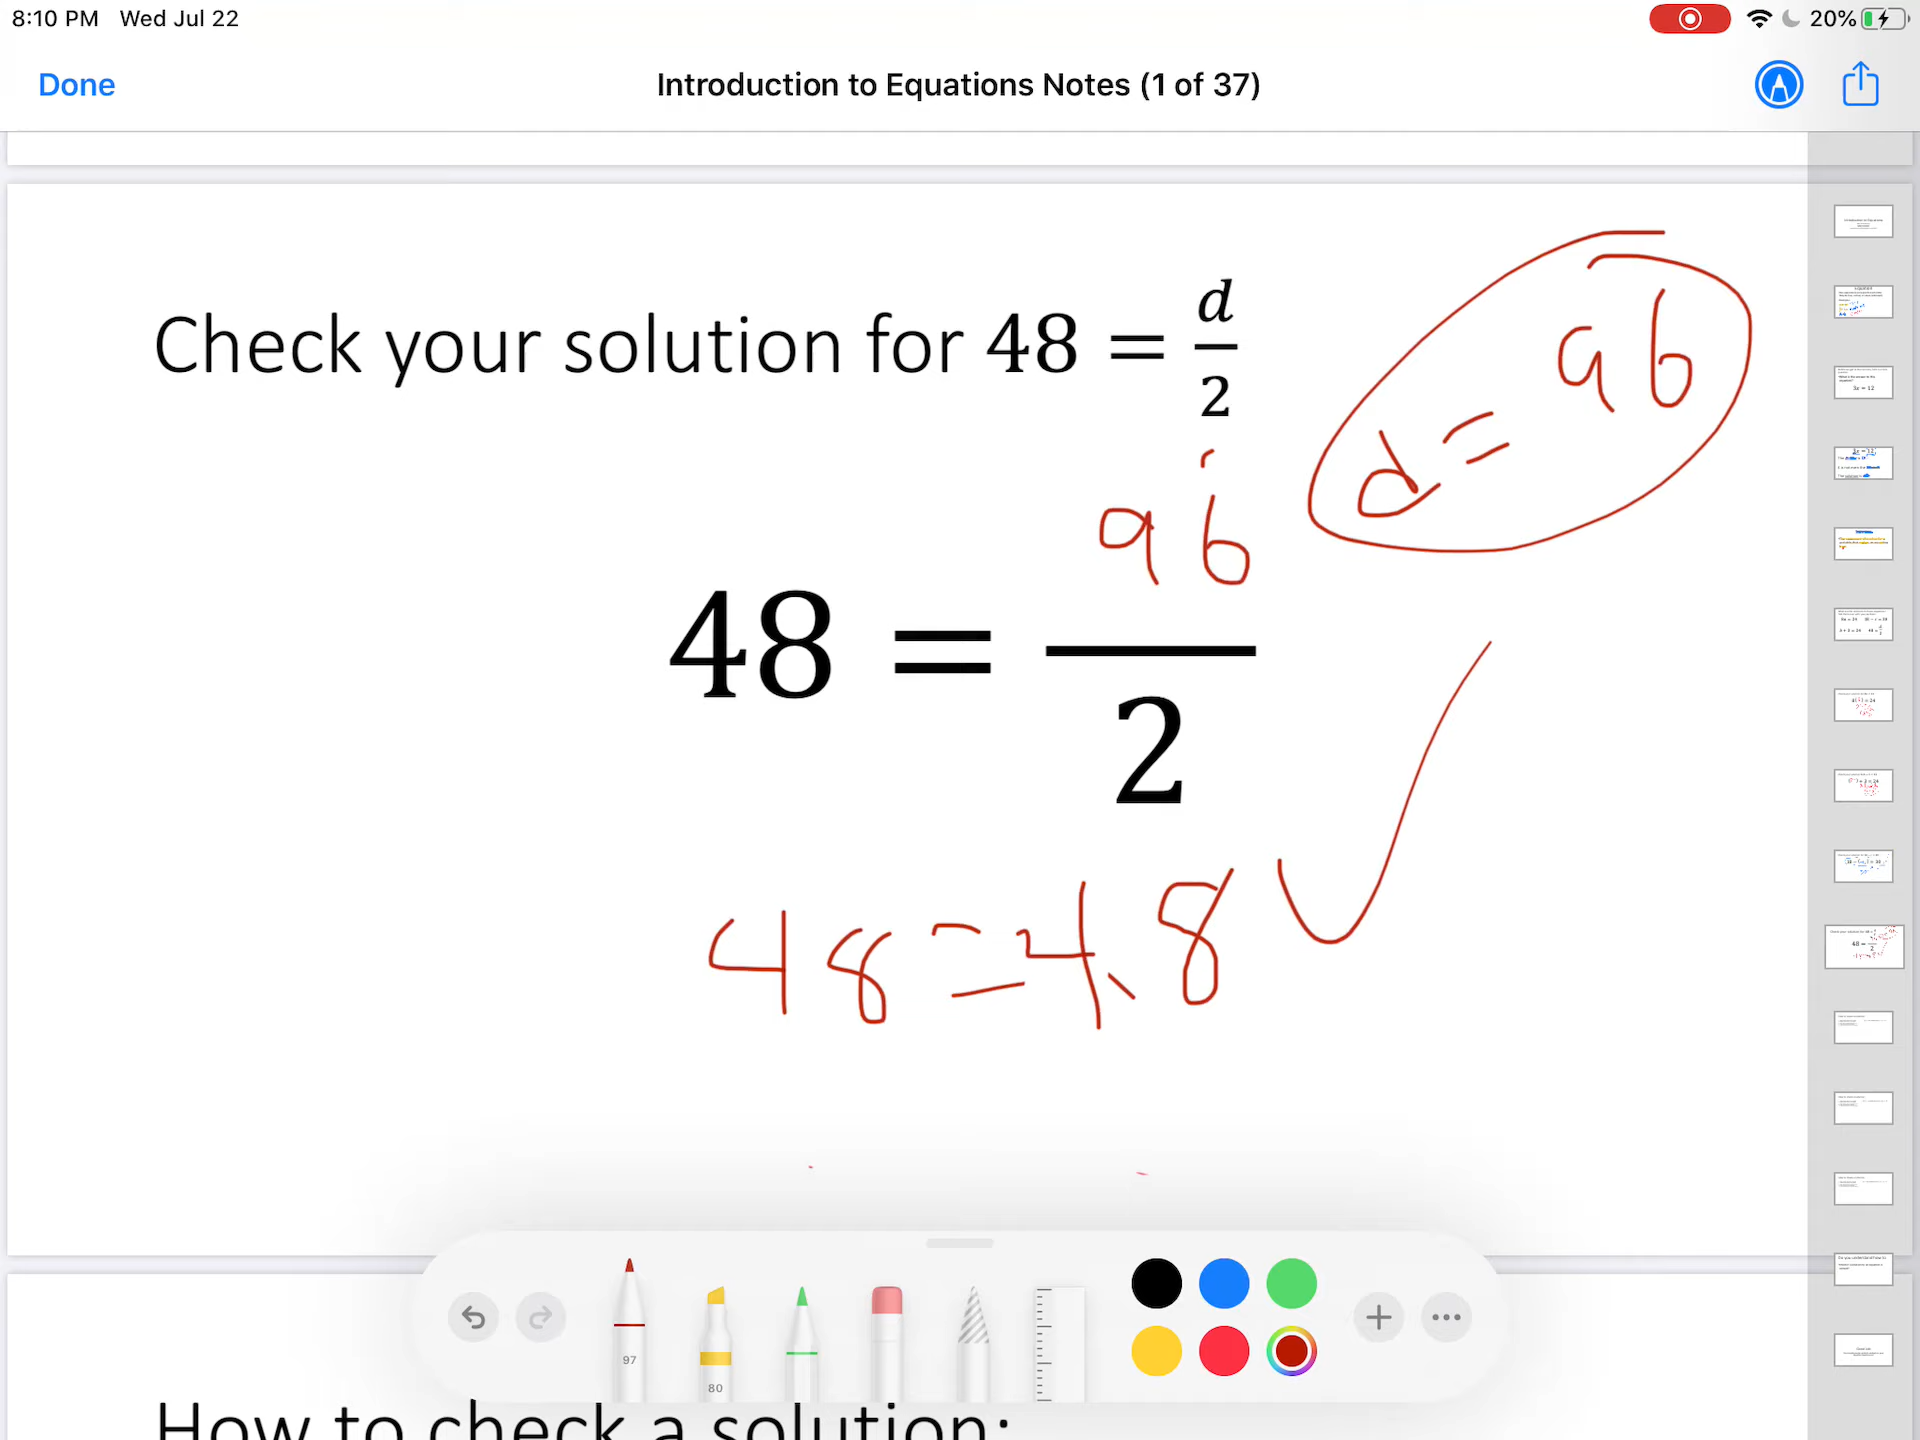 8:10 PM Wed Jul 22
20%
Done
Introduction to Equations Notes (1 of 37)
Check your solution for 48 = d/2
d = 96
96
48 = —
2
48 = 48
97
80
How to check a solution: